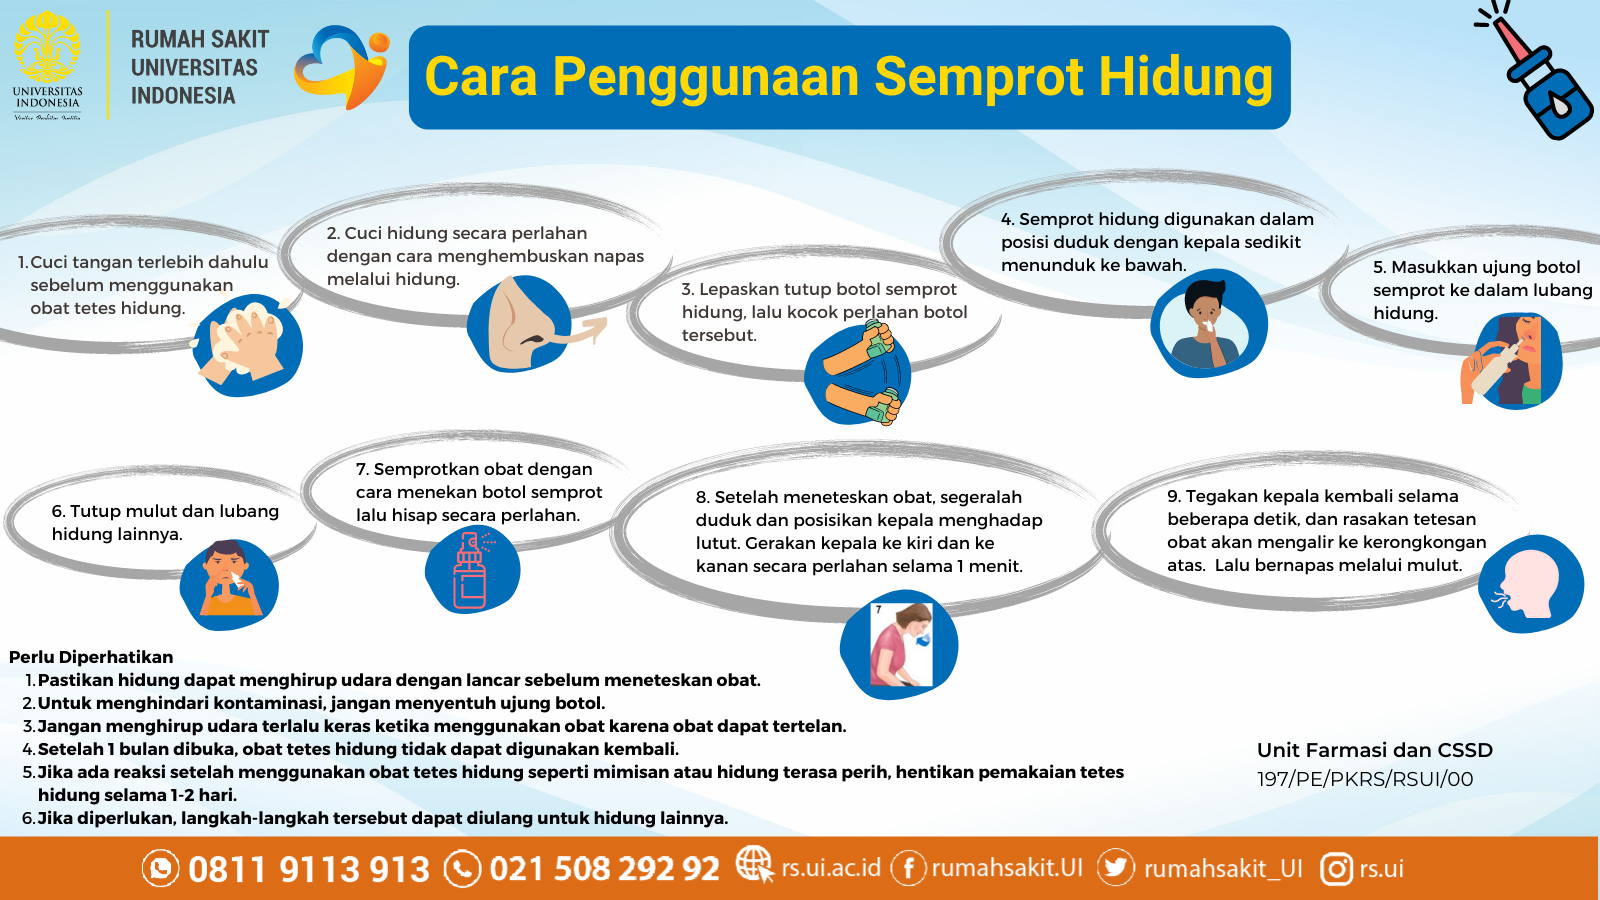 UNIVERSITAS
INDONESIA
Veritas Probitas Iustitia
RUMAH SAKIT
UNIVERSITAS
INDONESIA
Cara Penggunaan Semprot Hidung
1. Cuci tangan terlebih dahulu
sebelum menggunakan
obat tetes hidung.
2. Cuci hidung secara perlahan
dengan cara menghembuskan napas
melalui hidung.
3. Lepaskan tutup botol semprot
hidung, lalu kocok perlahan botol
tersebut.
4. Semprot hidung digunakan dalam
posisi duduk dengan kepala sedikit
menunduk ke bawah.
5. Masukkan ujung botol
semprot ke dalam lubang
hidung.
6. Tutup mulut dan lubang
hidung lainnya.
7. Semprotkan obat dengan
cara menekan botol semprot
lalu hisap secara perlahan.
8. Setelah meneteskan obat, segeralah
duduk dan posisikan kepala menghadap
lutut. Gerakan kepala ke kiri dan ke
kanan secara perlahan selama 1 menit.
7
9. Tegakan kepala kembali selama
beberapa detik, dan rasakan tetesan
obat akan mengalir ke kerongkongan
atas. Lalu bernapas melalui mulut.
Perlu Diperhatikan
1. Pastikan hidung dapat menghirup udara dengan lancar sebelum meneteskan obat.
2. Untuk menghindari kontaminasi, jangan menyentuh ujung botol.
3. Jangan menghirup udara terlalu keras ketika menggunakan obat karena obat dapat tertelan.
4. Setelah 1 bulan dibuka, obat tetes hidung tidak dapat digunakan kembali.
5. Jika ada reaksi setelah menggunakan obat tetes hidung seperti mimisan atau hidung terasa perih, hentikan pemakaian tetes
hidung selama 1-2 hari.
6. Jika diperlukan, langkah-langkah tersebut dapat diulang untuk hidung lainnya.
Unit Farmasi dan CSSD
197/PE/PKRS/RSUI/00
0811 9113 913 021 508 292 92 rs.ui.ac.id rumahsakit.UI rumahsakit_UI rs.ui